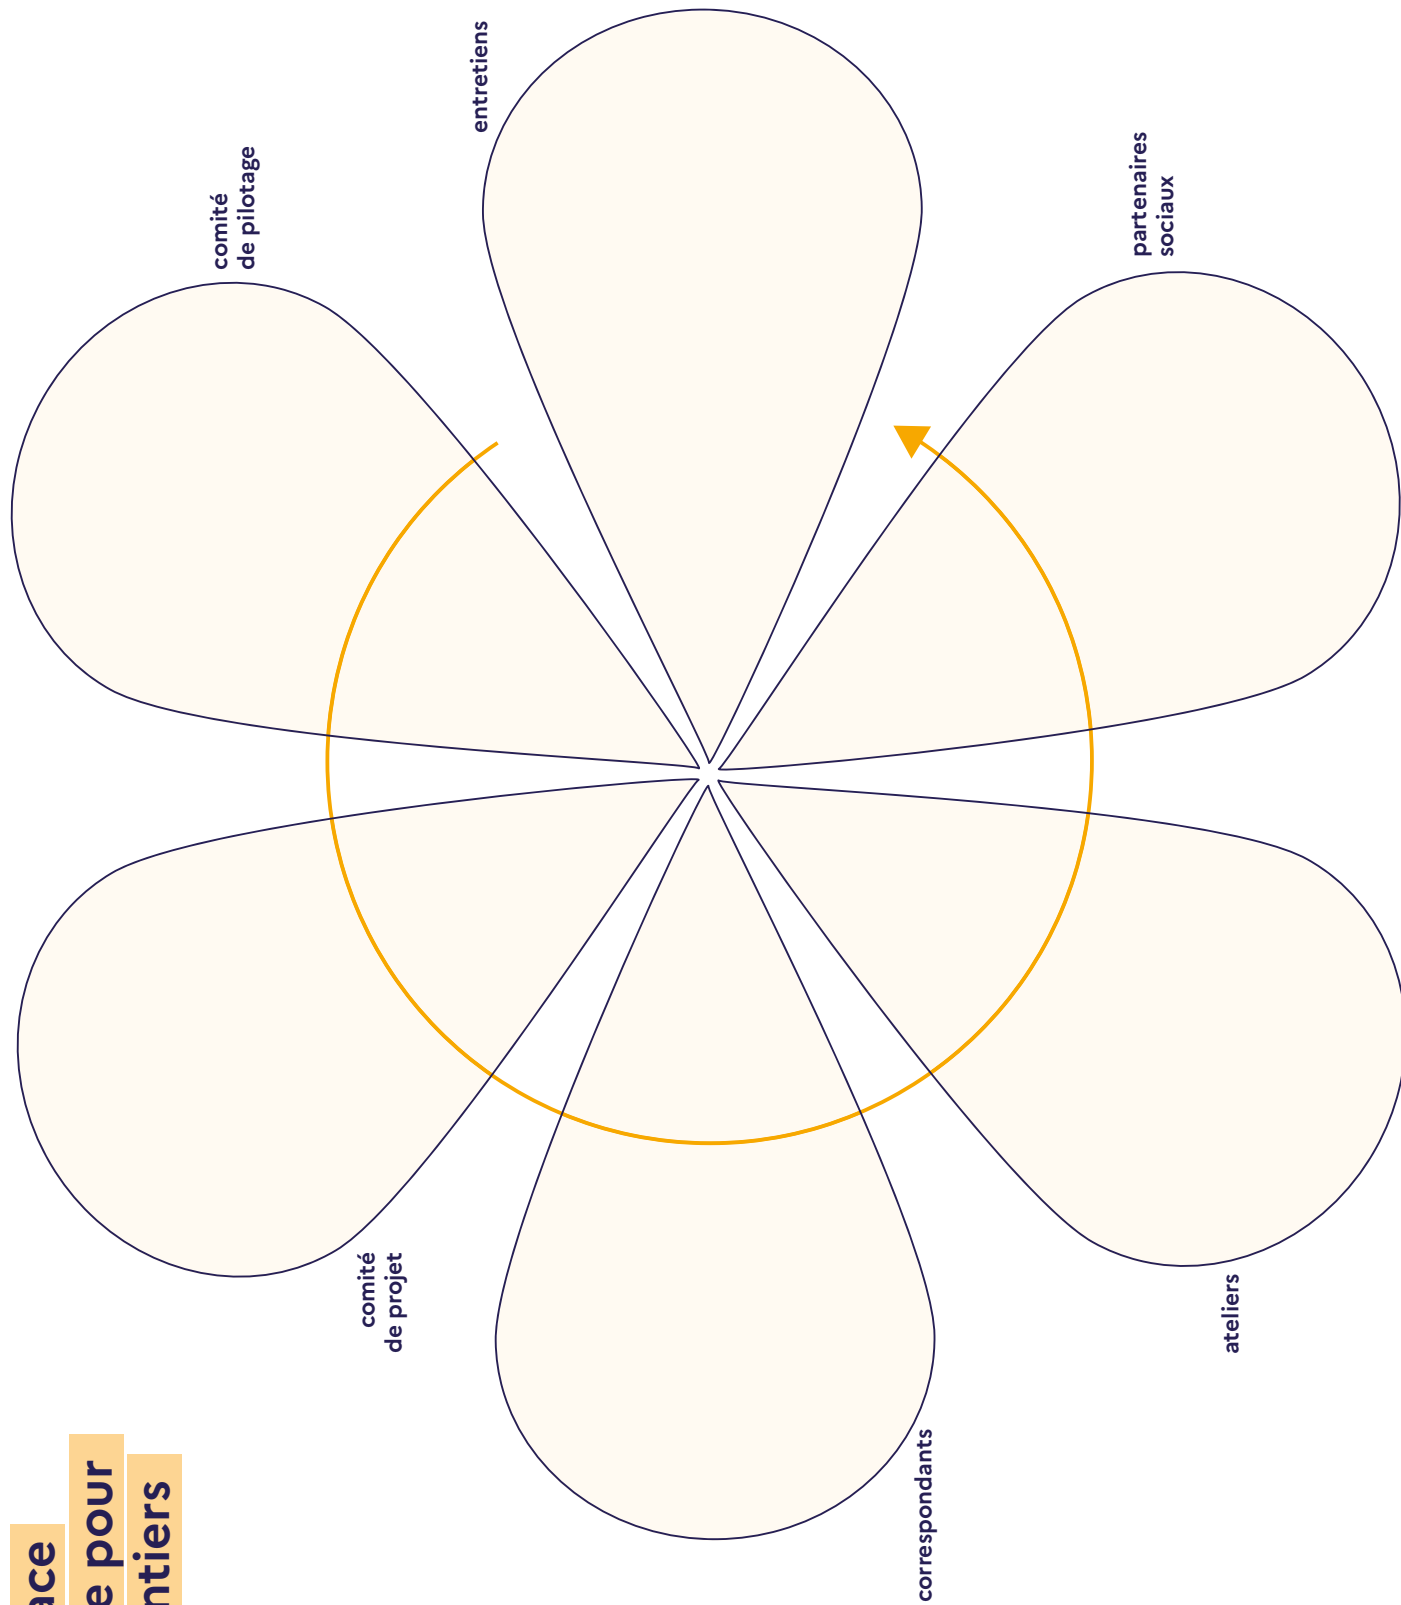 ace
e pour
ntiers
comité
de pilotage
comité
de projet
entretiens
correspondants
partenaires
sociaux
ateliers